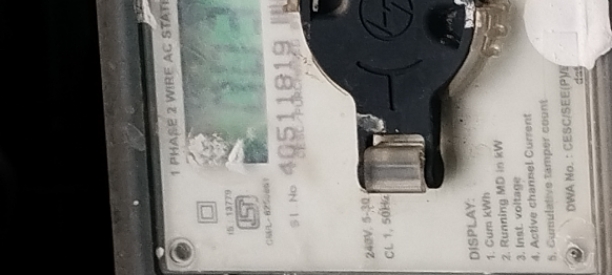 1 PHASE 2 WIRE AC STATI
IS 13779
Sl No 40511819
240V, 5-30
CL 1, 50Hz
DISPLAY:
1. Cum kWh
2. Running MD in kW
3. Inst. voltage
4. Active channel Current
5. Cumulative tamper count
DWA No. : CESC/SEE(P)/